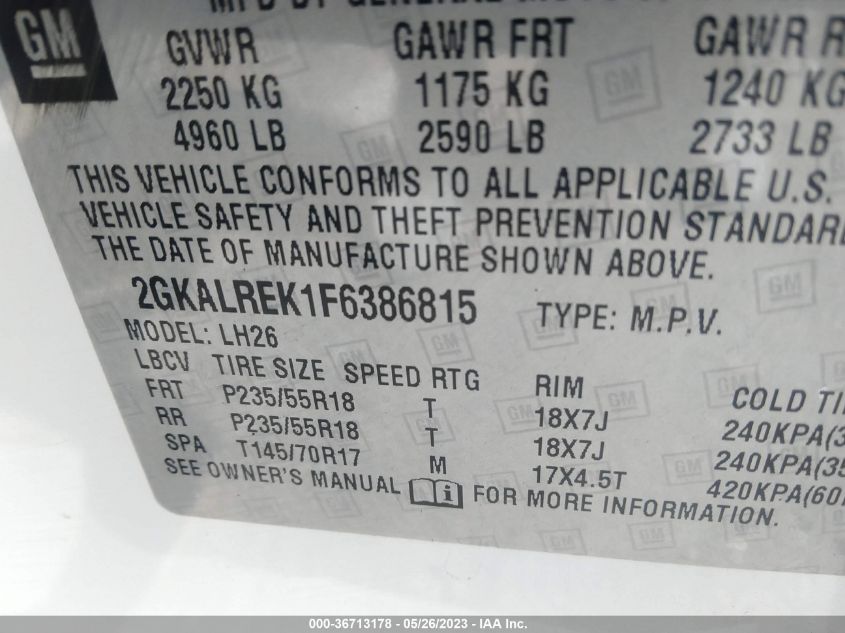 GM
GVWR GAWR FRT GAWR R
2250 KG 1175 KG 1240 KG
4960 LB 2590 LB 2733 LB
THIS VEHICLE CONFORMS TO ALL APPLICABLE U.S.
VEHICLE SAFETY AND THEFT PREVENTION STANDAR
THE DATE OF MANUFACTURE SHOWN ABOVE.
2GKALREK1F6386815 TYPE: M.P.V.
MODEL: LH26
LBCV TIRE SIZE SPEED RTG RIM COLD TI
FRT P235/55R18 T 18X7J 240KPA(3
RR P235/55R18 T 18X7J 240KPA(35
SPA T145/70R17 M 17X4.5T 420KPA(60
SEE OWNER'S MANUAL i FOR MORE INFORMATION.
000-36713178 - 05/26/2023 - IAA Inc.